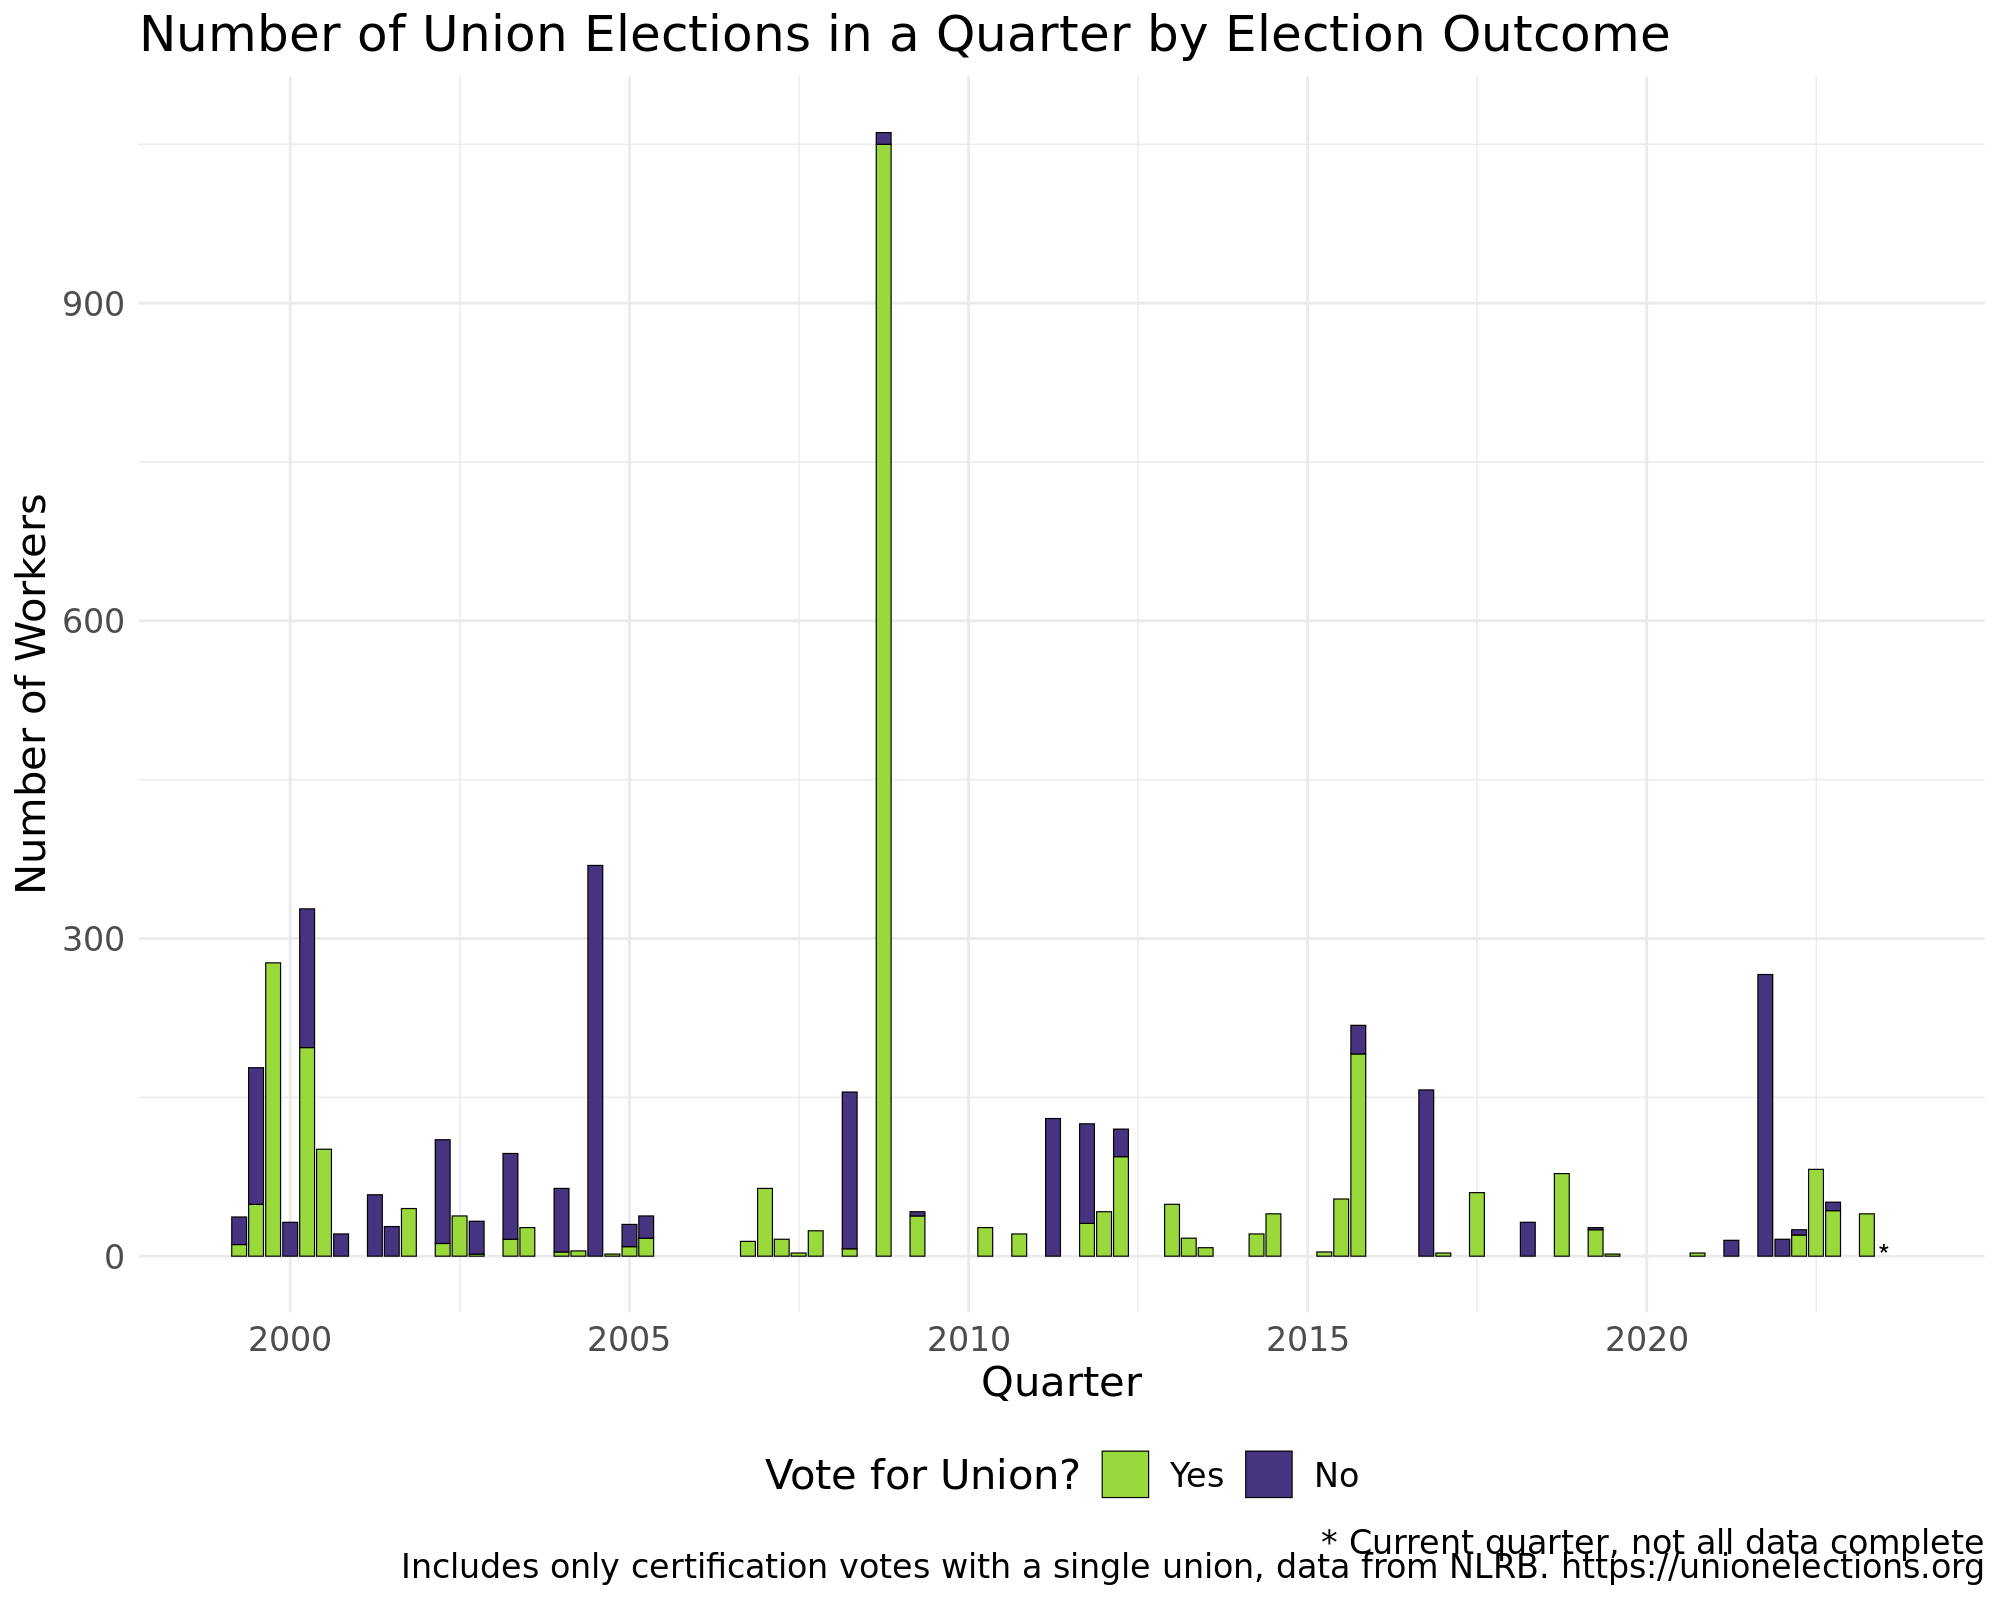 Number of Union Elections in a Quarter by Election Outcome
Number of Workers
900
600
300
0
*
2000 2005 2010 2015 2020
Quarter
Vote for Union? Yes No
* Current quarter, not all data complete
Includes only certification votes with a single union, data from NLRB. https://unionelections.org